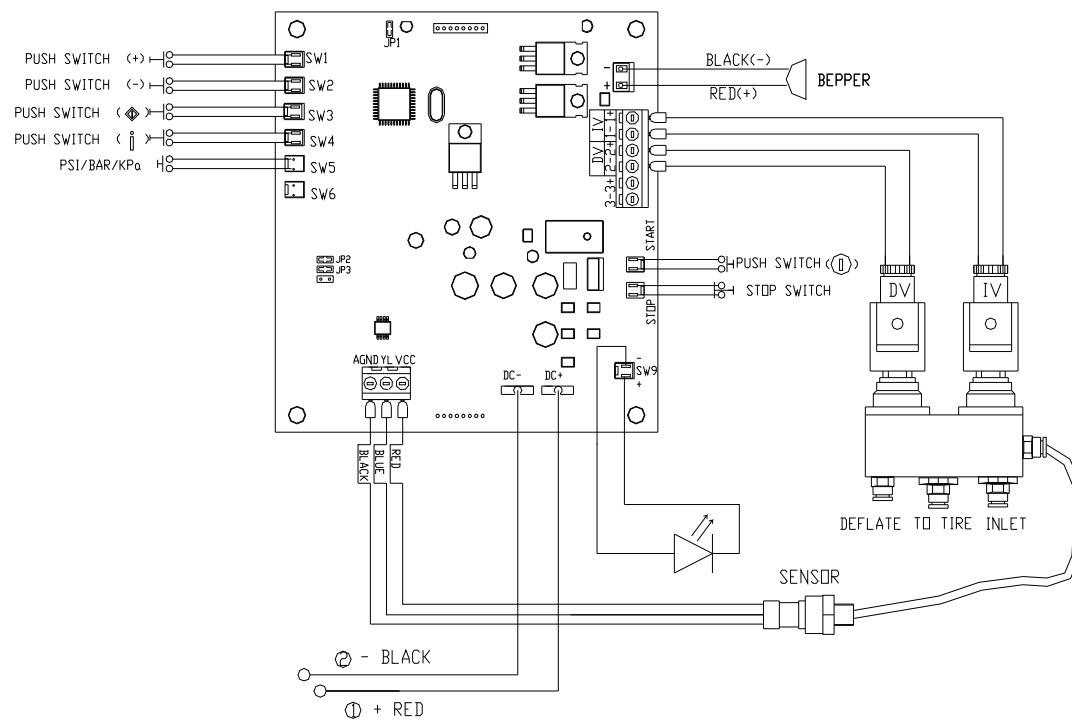 JP1
PUSH SWITCH (+)
SW1
PUSH SWITCH (-)
SW2
PUSH SWITCH
SW3
PUSH SWITCH (i)
SW4
PSI/BAR/KPa
SW5
SW6
- BLACK(-)
+ RED(+)
BEPPER
IV
1-1+
DV
2-2+
3-3+
START
PUSH SWITCH
STOP
STOP SWITCH
JP2
JP3
DV
IV
AGND YL VCC
DC-
DC+
-
SW9
+
BLACK
BLUE
RED
DEFLATE TO TIRE INLET
SENSOR
2 - BLACK
1 + RED